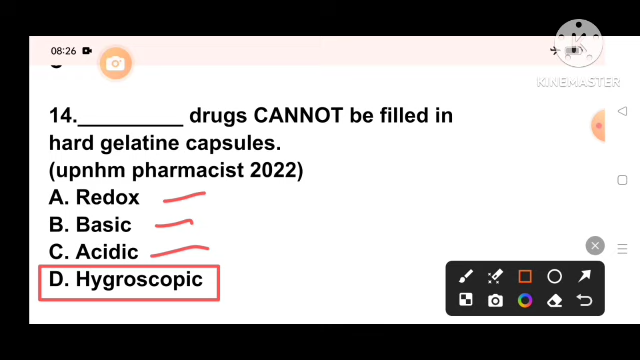 08:26
KINEMASTER
14._________ drugs CANNOT be filled in
hard gelatine capsules.
(upnhm pharmacist 2022)
A. Redox
B. Basic
C. Acidic
D. Hygroscopic